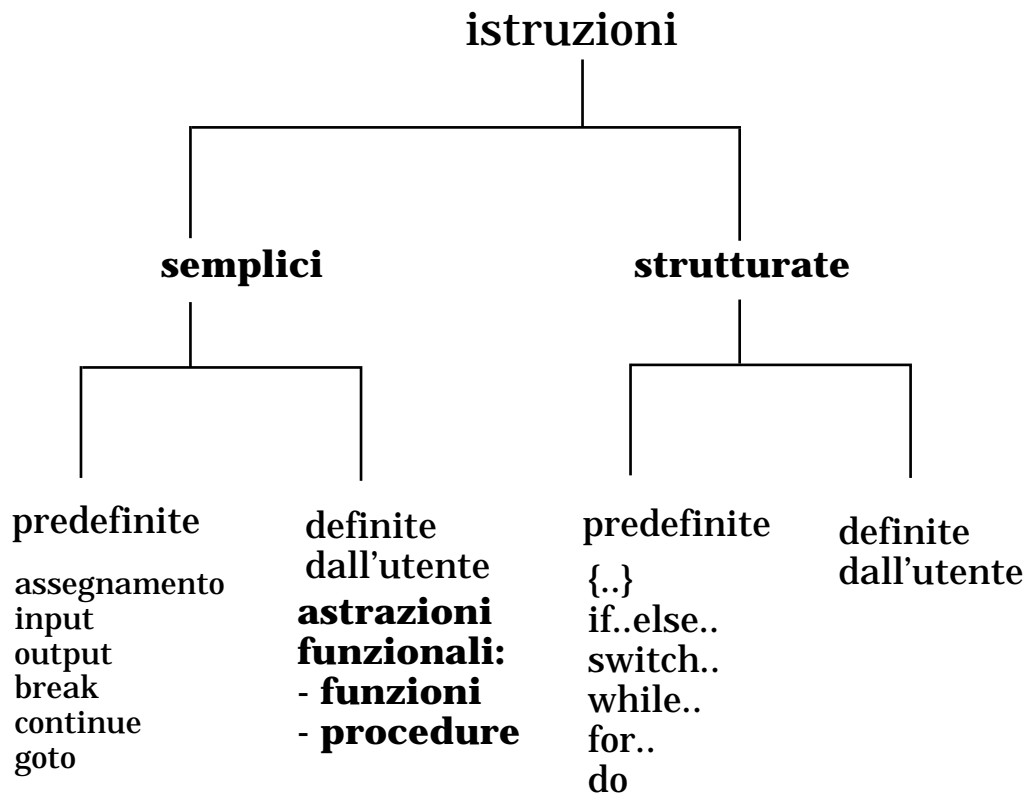 istruzioni
semplici
strutturate
predefinite
assegnamento
input
output
break
continue
goto
definite
dall'utente
astrazioni
funzionali:
- funzioni
- procedure
predefinite
{..}
if..else..
switch..
while..
for..
do
definite
dall'utente